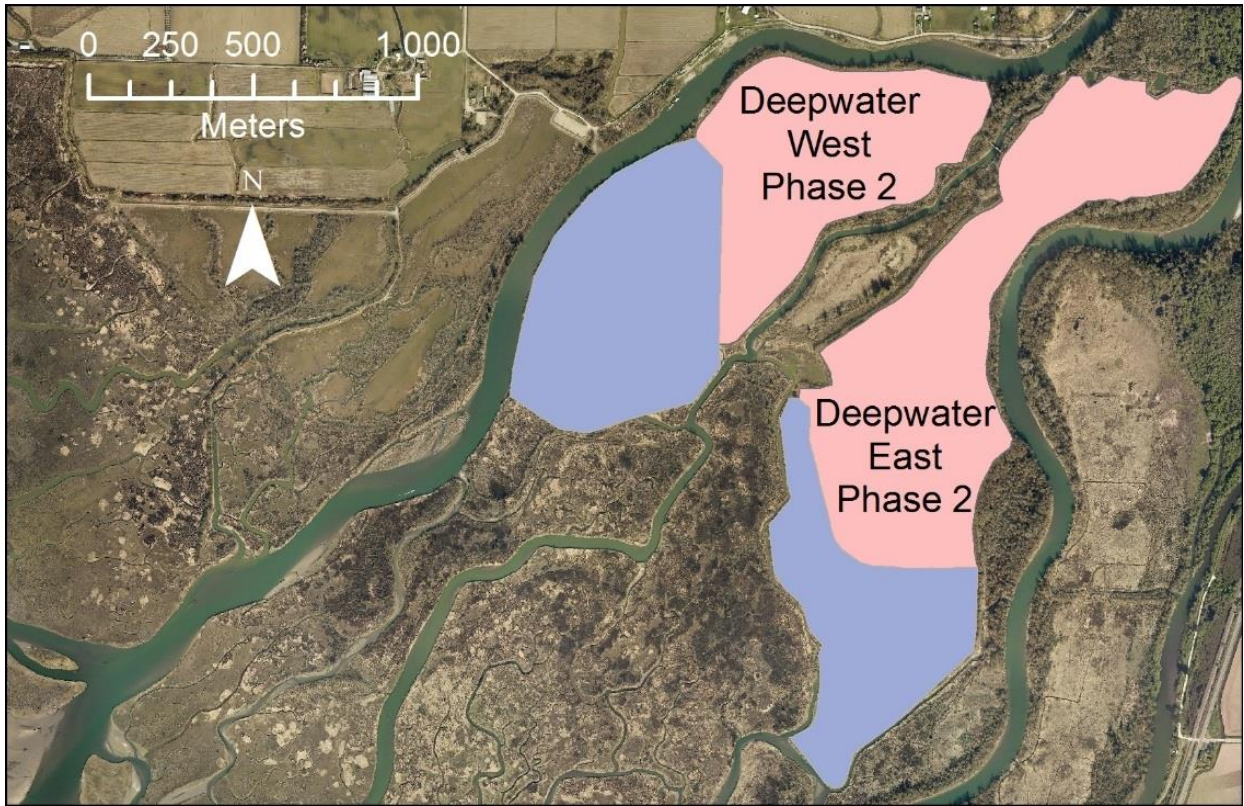 0 250 500 1,000
Meters
N
Deepwater
West
Phase 2
Deepwater
East
Phase 2